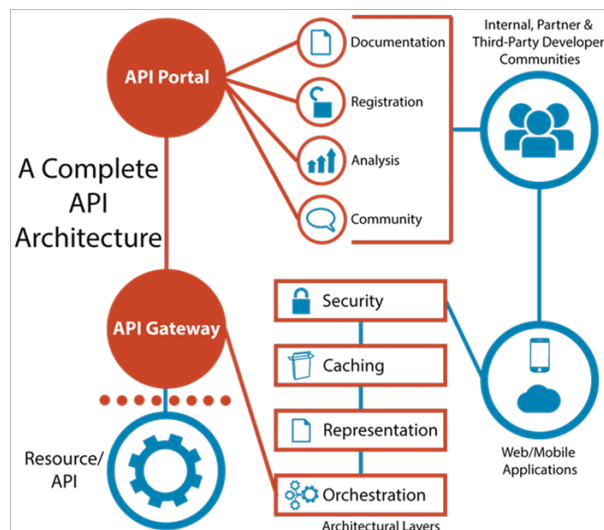 API Portal
Documentation
Registration
Analysis
Community
Internal, Partner &
Third-Party Developer
Communities
A Complete
API
Architecture
API Gateway
Security
Caching
Representation
Orchestration
Architectural Layers
Resource/
API
Web/Mobile
Applications